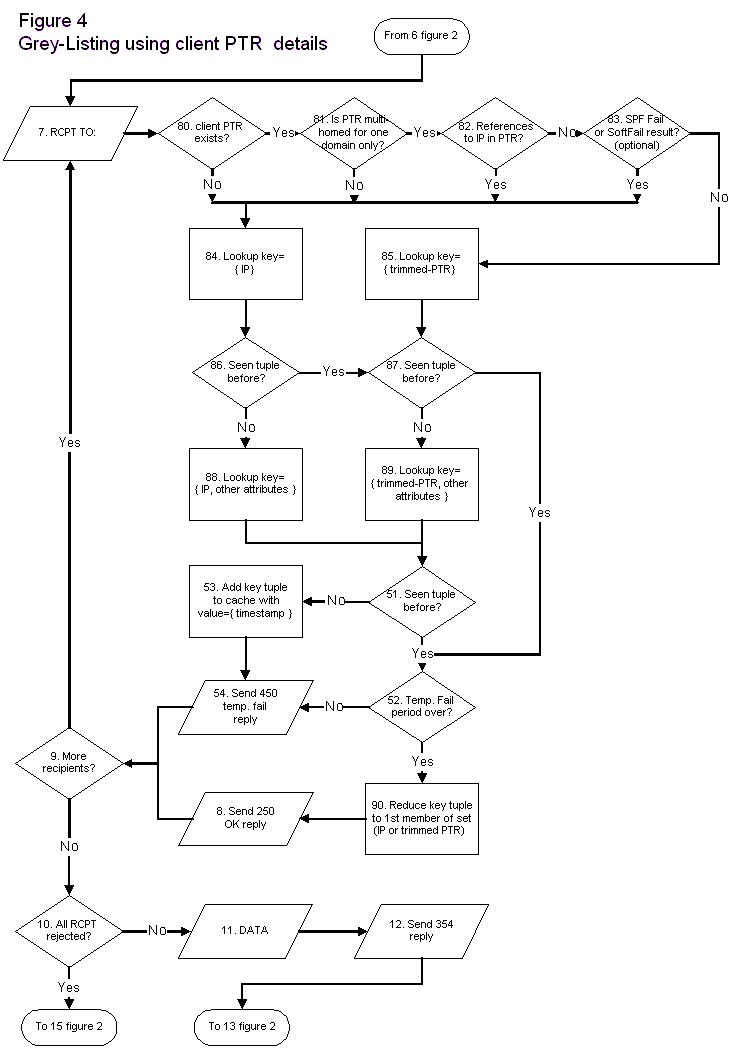 Figure 4
Grey-Listing using client PTR details
From 6 figure 2
7. RCPT TO:
80. client PTR
exists?
Yes
81. Is PTR multi-
homed for one
domain only?
Yes
82. References
to IP in PTR?
No
83. SPF Fail
or SoftFail result?
(optional)
No
No
Yes
Yes
No
84. Lookup key=
{ IP}
85. Lookup key=
{ trimmed-PTR}
86. Seen tuple
before?
Yes
87. Seen tuple
before?
No
No
Yes
88. Lookup key=
{ IP, other attributes }
89. Lookup key=
{ trimmed-PTR, other
attributes }
Yes
53. Add key tuple
to cache with
value={ timestamp }
No
51. Seen tuple
before?
Yes
54. Send 450
temp. fail
reply
No
52. Temp. Fail
period over?
Yes
9. More
recipients?
8. Send 250
OK reply
90. Reduce key tuple
to 1st member of set
(IP or trimmed PTR)
No
10. All RCPT
rejected?
No
11. DATA
12. Send 354
reply
Yes
To 15 figure 2
To 13 figure 2